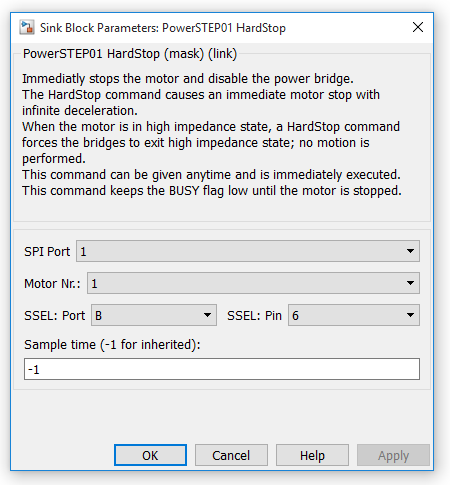 Sink Block Parameters: PowerSTEP01 HardStop
PowerSTEP01 HardStop (mask) (link)
Immediatly stops the motor and disable the power bridge.
The HardStop command causes an immediate motor stop with
infinite deceleration.
When the motor is in high impedance state, a HardStop command
forces the bridges to exit high impedance state; no motion is
performed.
This command can be given anytime and is immediately executed.
This command keeps the BUSY flag low until the motor is stopped.
SPI Port 1
Motor Nr.: 1
SSEL: Port B SSEL: Pin 6
Sample time (-1 for inherited):
-1
OK Cancel Help Apply